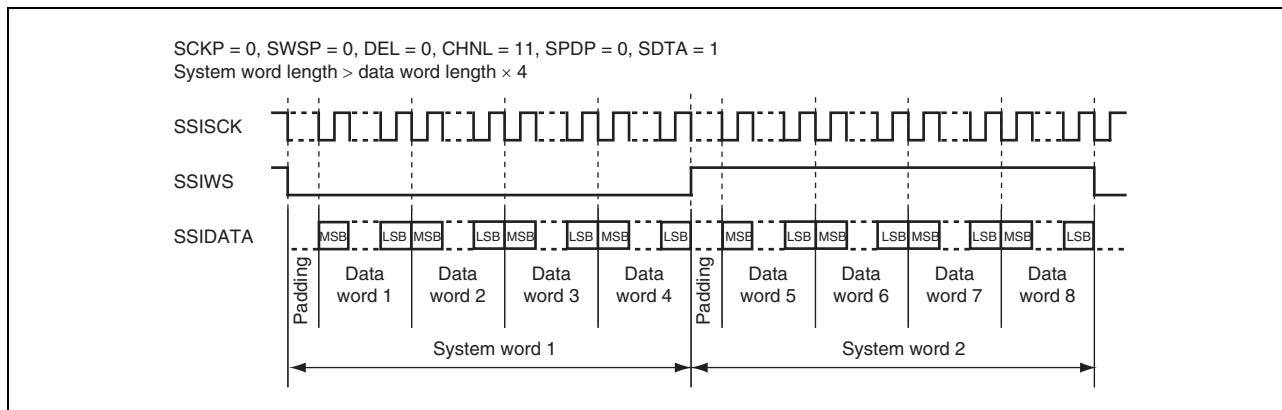 SCKP = 0, SWSP = 0, DEL = 0, CHNL = 11, SPDP = 0, SDTA = 1
System word length > data word length × 4
SSISCK
SSIWS
SSIDATA
MSB LSB MSB LSB MSB LSB MSB LSB MSB LSB MSB LSB MSB LSB MSB LSB
Padding
Data word 1
Data word 2
Data word 3
Data word 4
Padding
Data word 5
Data word 6
Data word 7
Data word 8
System word 1
System word 2